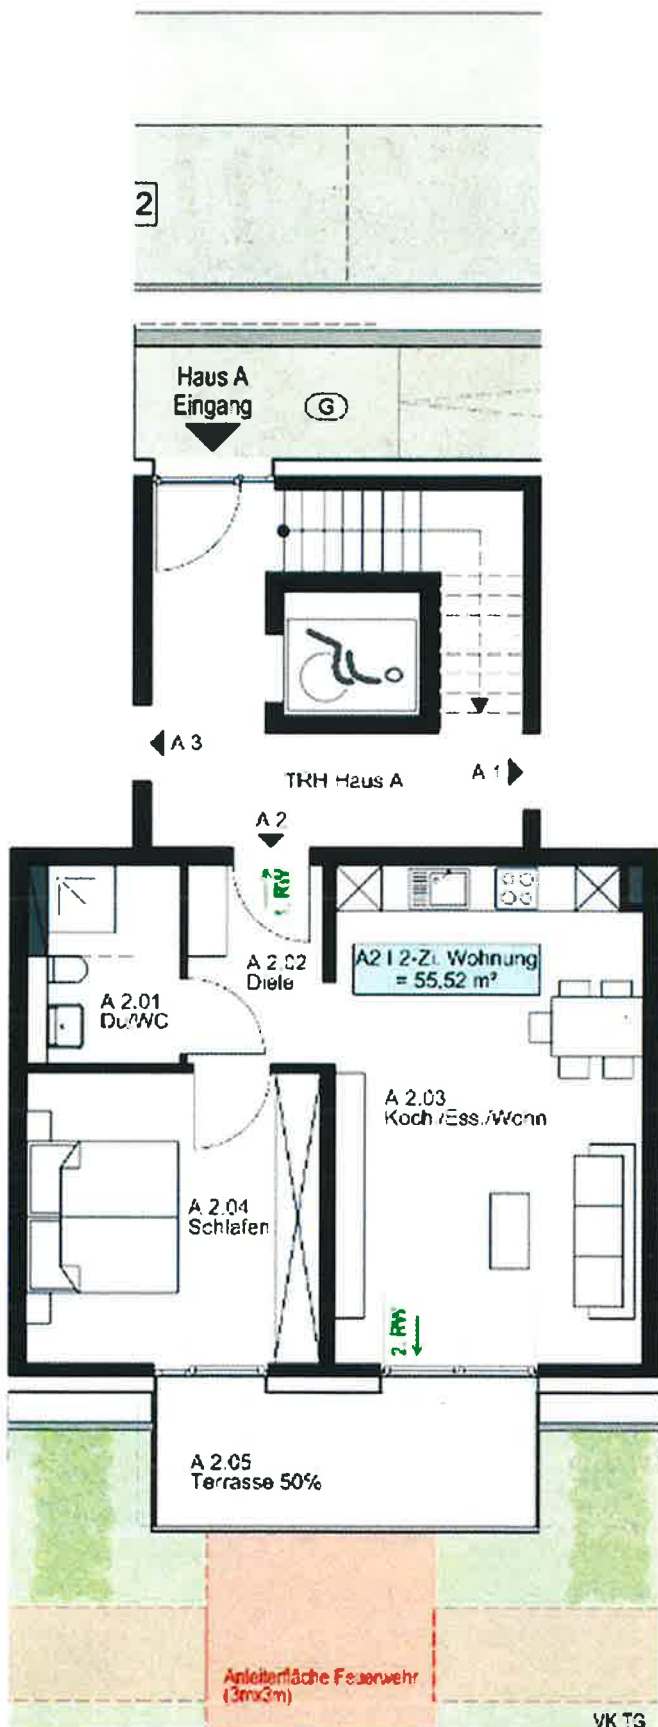 2
Haus A
Eingang
G
A 3
TRH Haus A
A 1
A 2
1. RW
A 2.02
Diele
A2 I 2-Zi. Wohnung
= 55,52 m²
A 2.01
Du/WC
A 2.03
Koch./Ess./Wohn
A 2.04
Schlafen
2. RW
A 2.05
Terrasse 50%
Anleiterfläche Feuerwehr
(3mx3m)
VK TG